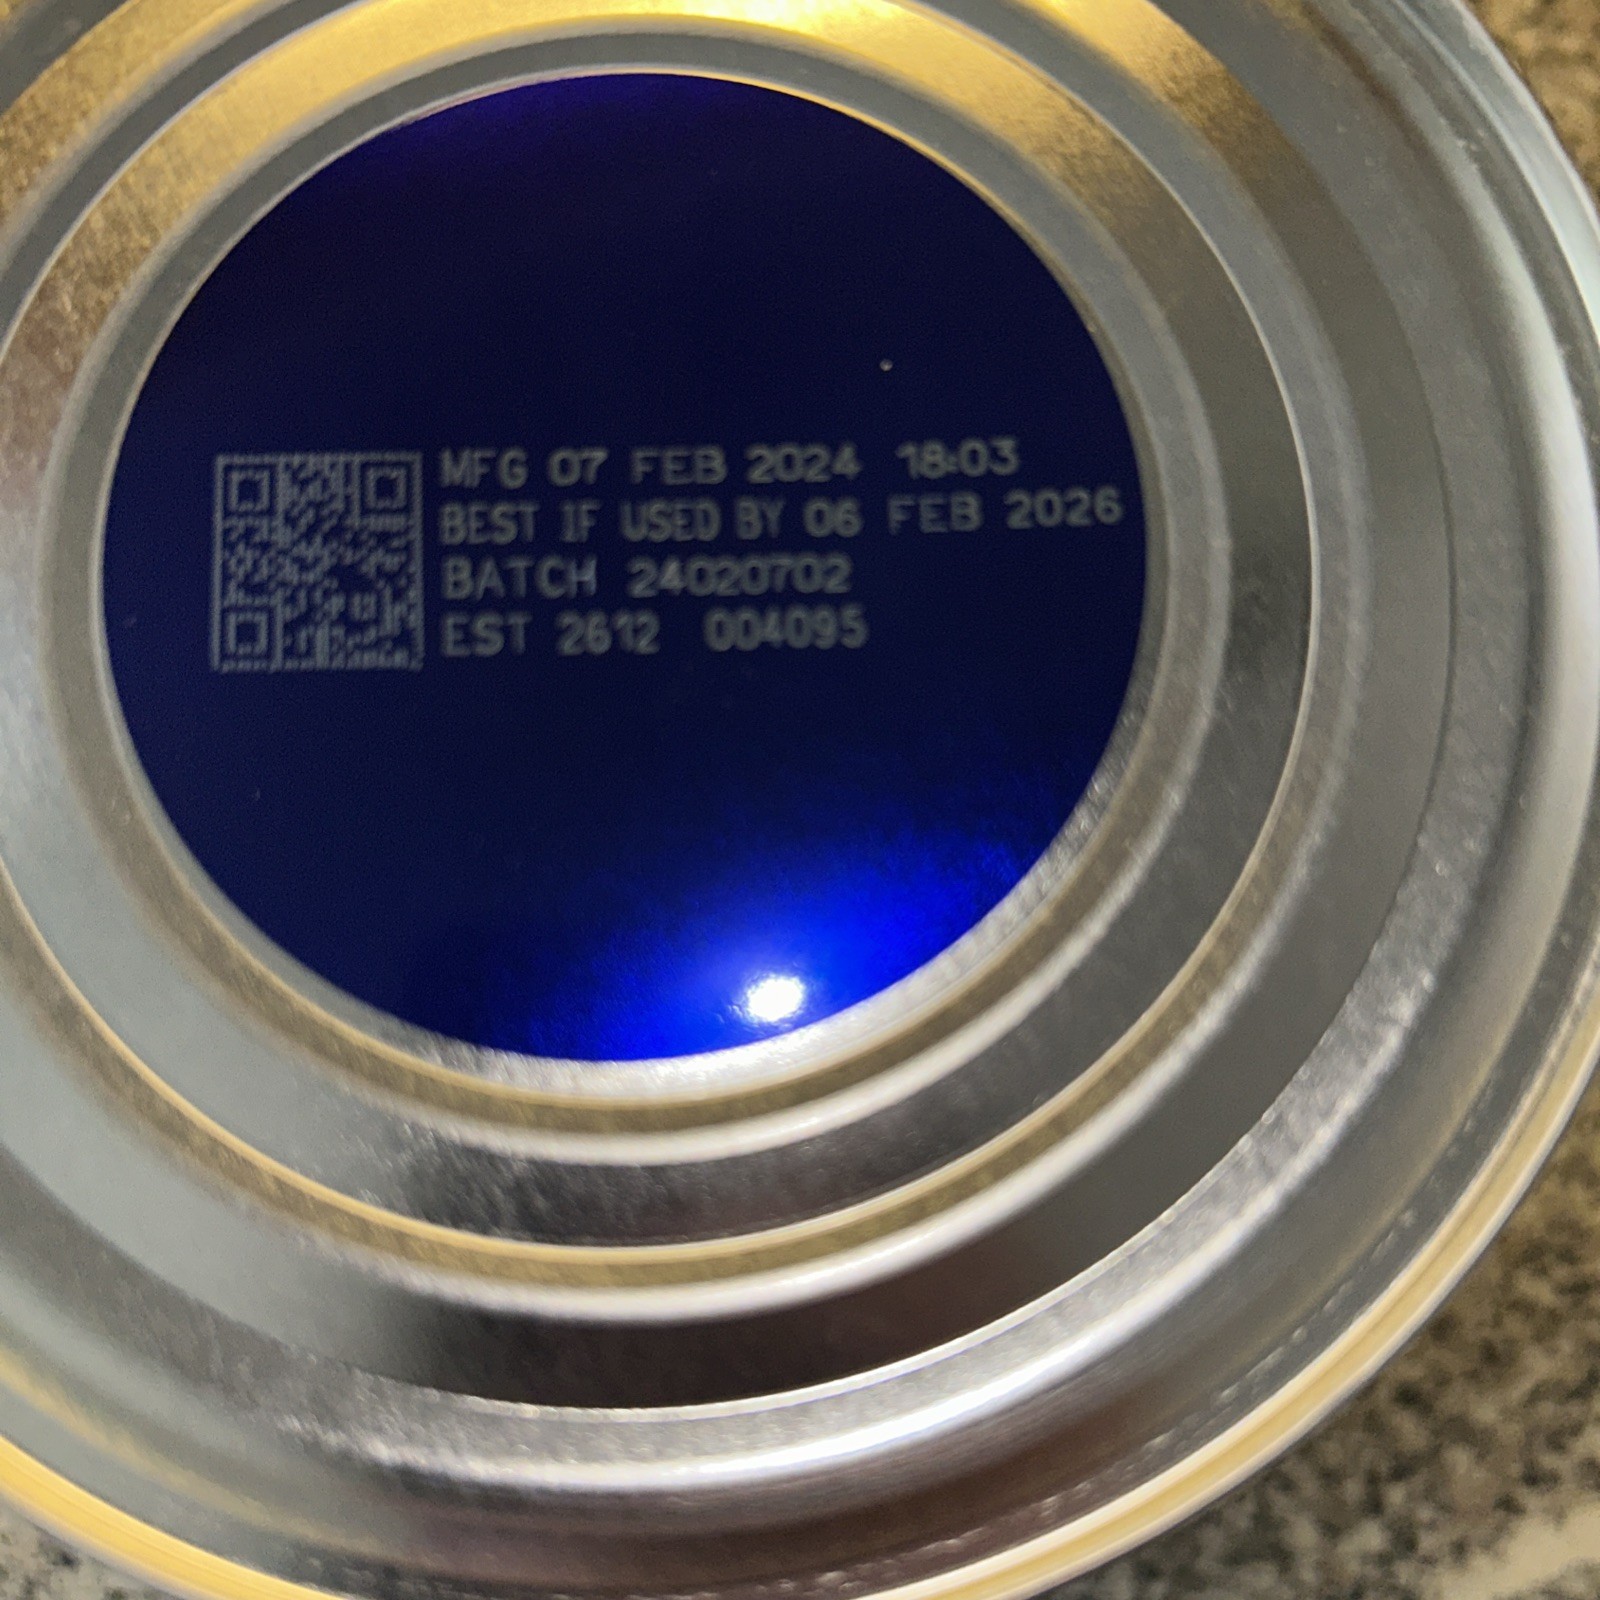 MFG 07 FEB 2024 18:03
BEST IF USED BY 06 FEB 2026
BATCH 24020702
EST 2612 004095